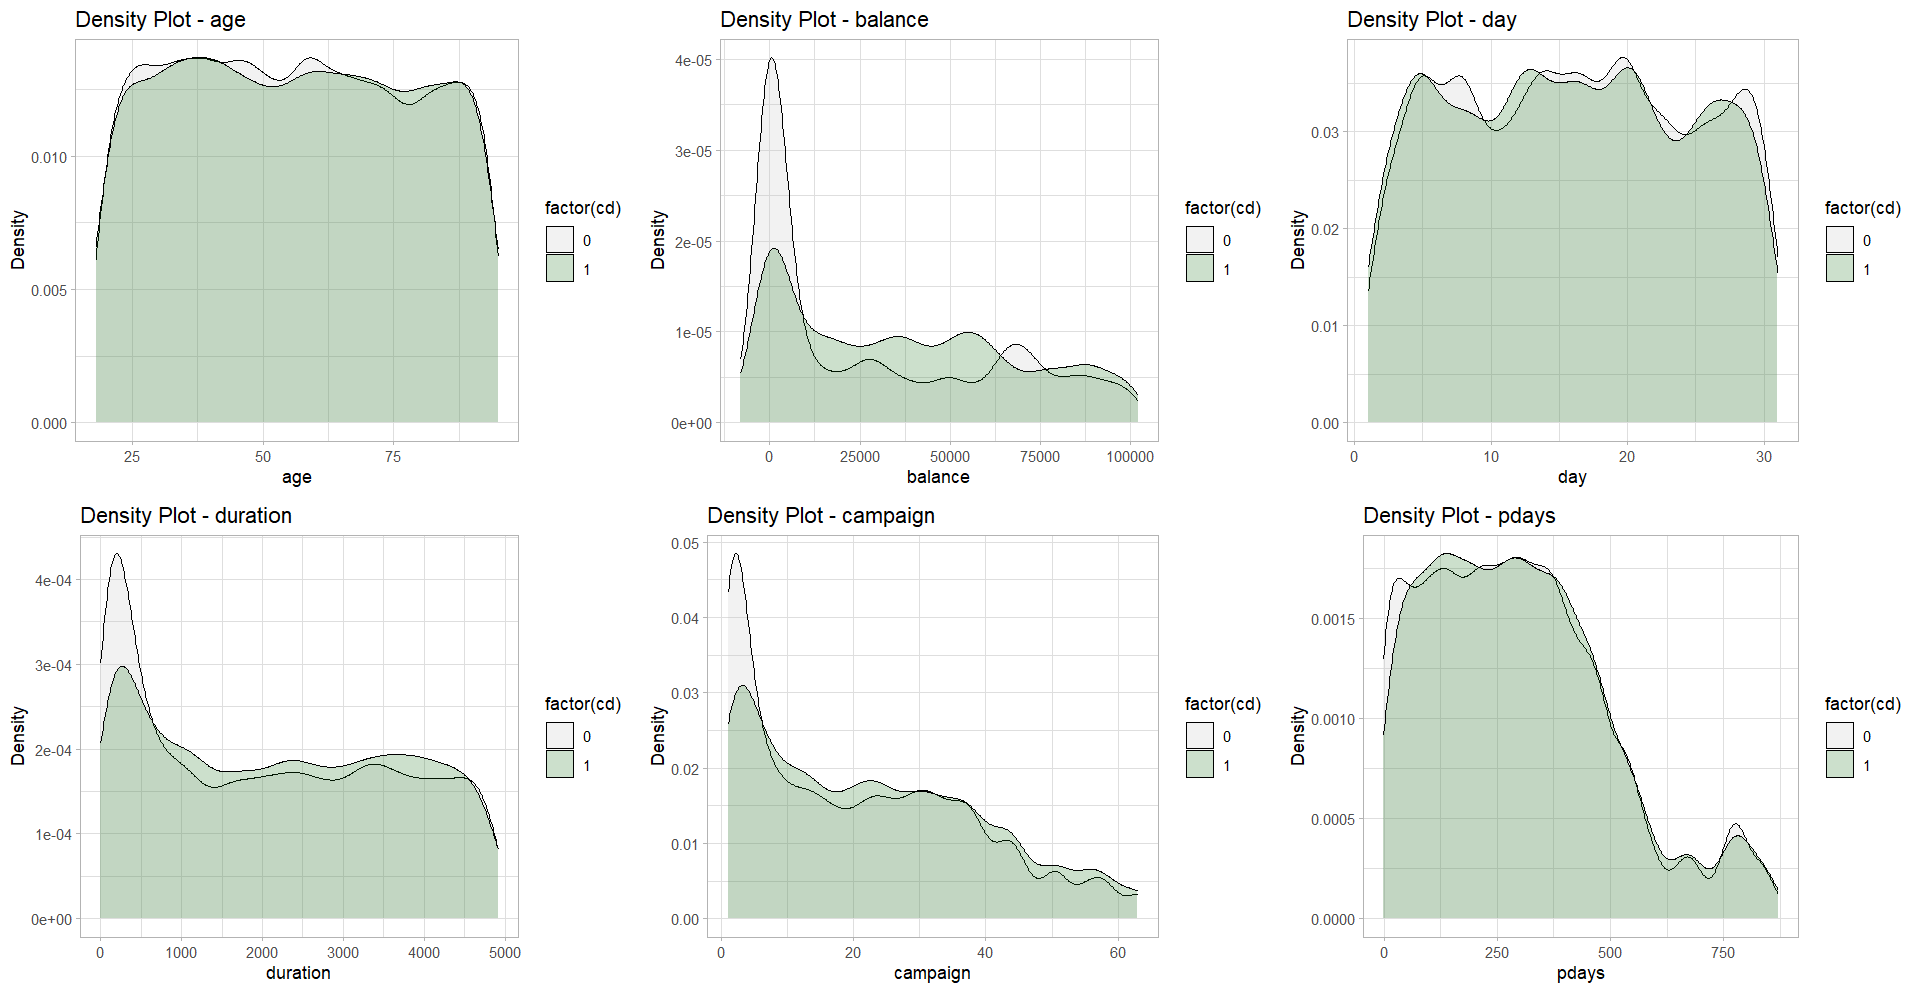 Density Plot - age
Density
0.010
0.005
0.000
25 50 75
age
factor(cd)
0
1
Density Plot - balance
Density
4e-05
3e-05
2e-05
1e-05
0e+00
0 25000 50000 75000 100000
balance
factor(cd)
0
1
Density Plot - day
Density
0.03
0.02
0.01
0.00
0 10 20 30
day
factor(cd)
0
1
Density Plot - duration
Density
4e-04
3e-04
2e-04
1e-04
0e+00
0 1000 2000 3000 4000 5000
duration
factor(cd)
0
1
Density Plot - campaign
Density
0.05
0.04
0.03
0.02
0.01
0.00
0 20 40 60
campaign
factor(cd)
0
1
Density Plot - pdays
Density
0.0015
0.0010
0.0005
0.0000
0 250 500 750
pdays
factor(cd)
0
1